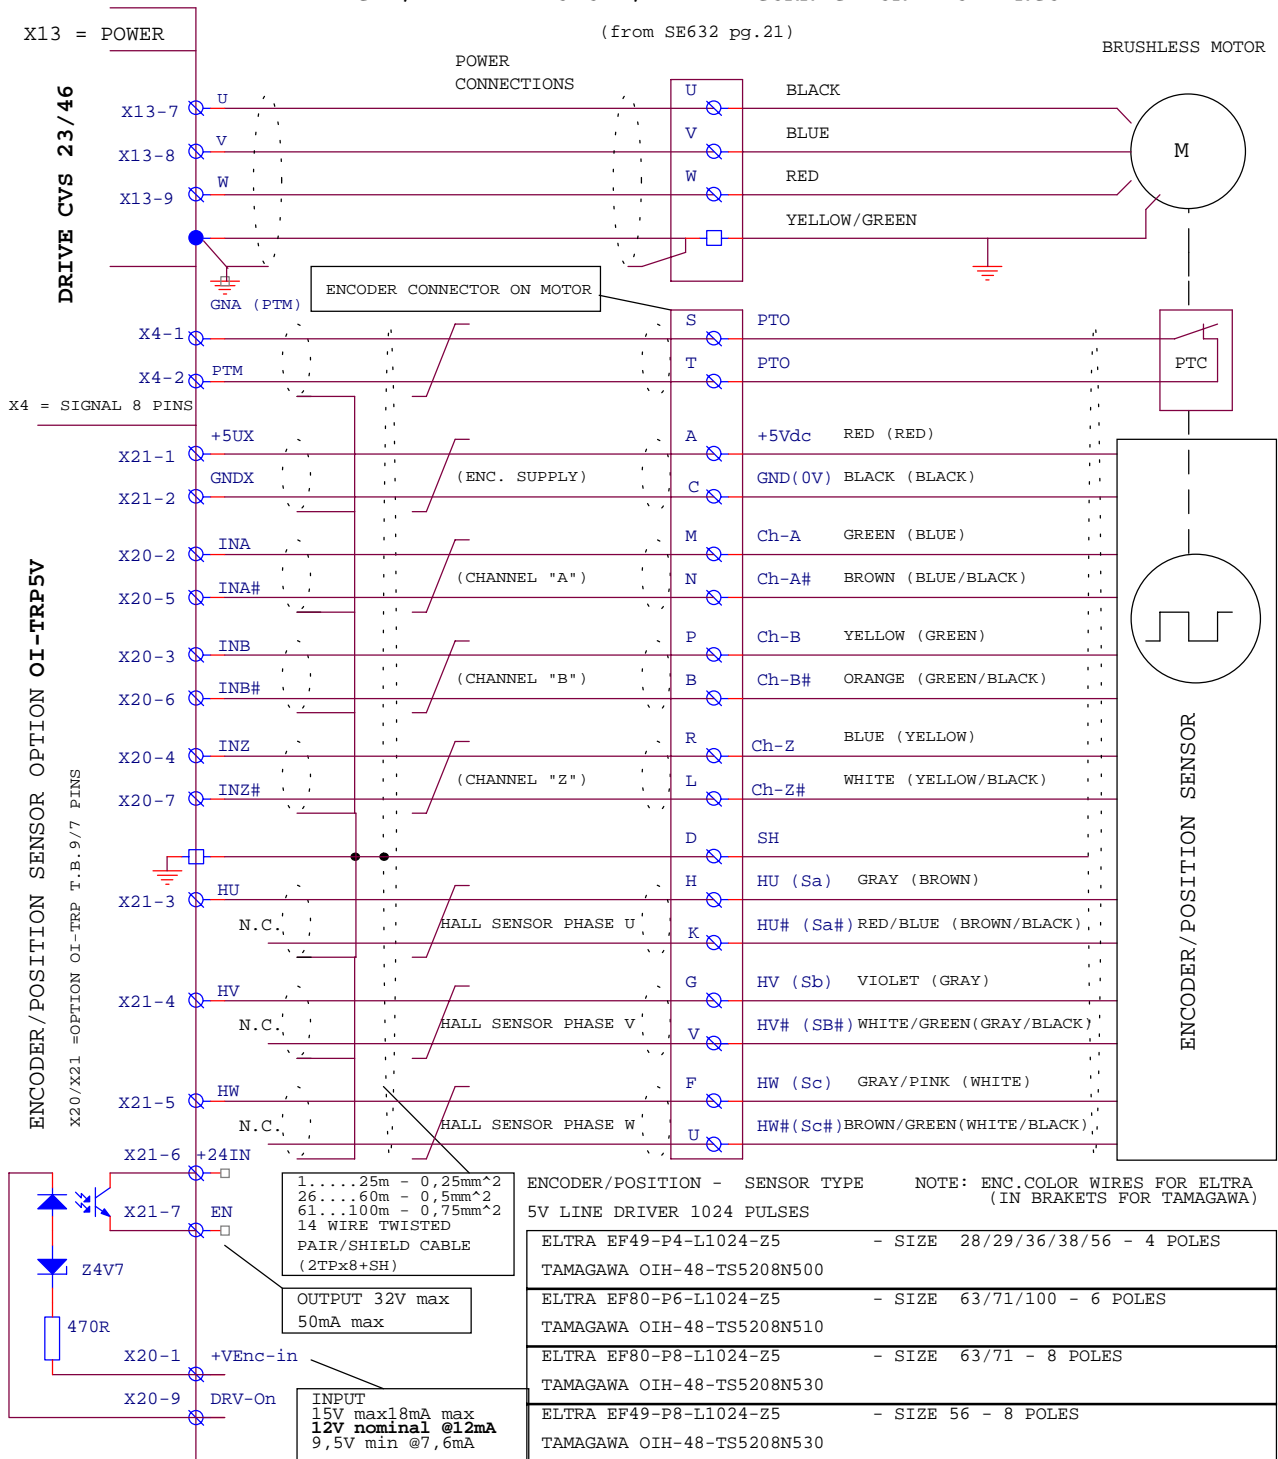 (from SE632 pg.21)
X13 = POWER
BRUSHLESS MOTOR
POWER
CONNECTIONS
DRIVE CVS 23/46
X13-7 U U BLACK
X13-8 V V BLUE
M
X13-9 W W RED
YELLOW/GREEN
ENCODER CONNECTOR ON MOTOR
GNA (PTM)
X4-1 S PTO
X4-2 PTM T PTO
PTC
X4 = SIGNAL 8 PINS
X21-1 +5UX A +5Vdc RED (RED)
X21-2 GNDX (ENC. SUPPLY) C GND(0V) BLACK (BLACK)
X20-2 INA M Ch-A GREEN (BLUE)
X20-5 INA# (CHANNEL "A") N Ch-A# BROWN (BLUE/BLACK)
X20-3 INB P Ch-B YELLOW (GREEN)
X20-6 INB# (CHANNEL "B") B Ch-B# ORANGE (GREEN/BLACK)
X20-4 INZ R Ch-Z BLUE (YELLOW)
X20-7 INZ# (CHANNEL "Z") L Ch-Z# WHITE (YELLOW/BLACK)
D SH
X21-3 HU H HU (Sa) GRAY (BROWN)
N.C. HALL SENSOR PHASE U K HU# (Sa#) RED/BLUE (BROWN/BLACK)
X21-4 HV G HV (Sb) VIOLET (GRAY)
N.C. HALL SENSOR PHASE V V HV# (SB#) WHITE/GREEN(GRAY/BLACK)
X21-5 HW F HW (Sc) GRAY/PINK (WHITE)
N.C. HALL SENSOR PHASE W U HW#(Sc#) BROWN/GREEN(WHITE/BLACK)
ENCODER/POSITION SENSOR OPTION OI-TRP5V
X20/X21 =OPTION OI-TRP T.B.9/7 PINS
ENCODER/POSITION SENSOR
X21-6 +24IN
X21-7 EN
Z4V7
470R
X20-1 +VEnc-in
X20-9 DRV-On
1.....25m - 0,25mm^2
26....60m - 0,5mm^2
61...100m - 0,75mm^2
14 WIRE TWISTED
PAIR/SHIELD CABLE
(2TPx8+SH)
OUTPUT 32V max
50mA max
INPUT
15V max18mA max
12V nominal @12mA
9,5V min @7,6mA
ENCODER/POSITION - SENSOR TYPE
5V LINE DRIVER 1024 PULSES
NOTE: ENC.COLOR WIRES FOR ELTRA
(IN BRAKETS FOR TAMAGAWA)
ELTRA EF49-P4-L1024-Z5 - SIZE 28/29/36/38/56 - 4 POLES
TAMAGAWA OIH-48-TS5208N500
ELTRA EF80-P6-L1024-Z5 - SIZE 63/71/100 - 6 POLES
TAMAGAWA OIH-48-TS5208N510
ELTRA EF80-P8-L1024-Z5 - SIZE 63/71 - 8 POLES
TAMAGAWA OIH-48-TS5208N530
ELTRA EF49-P8-L1024-Z5 - SIZE 56 - 8 POLES
TAMAGAWA OIH-48-TS5208N530